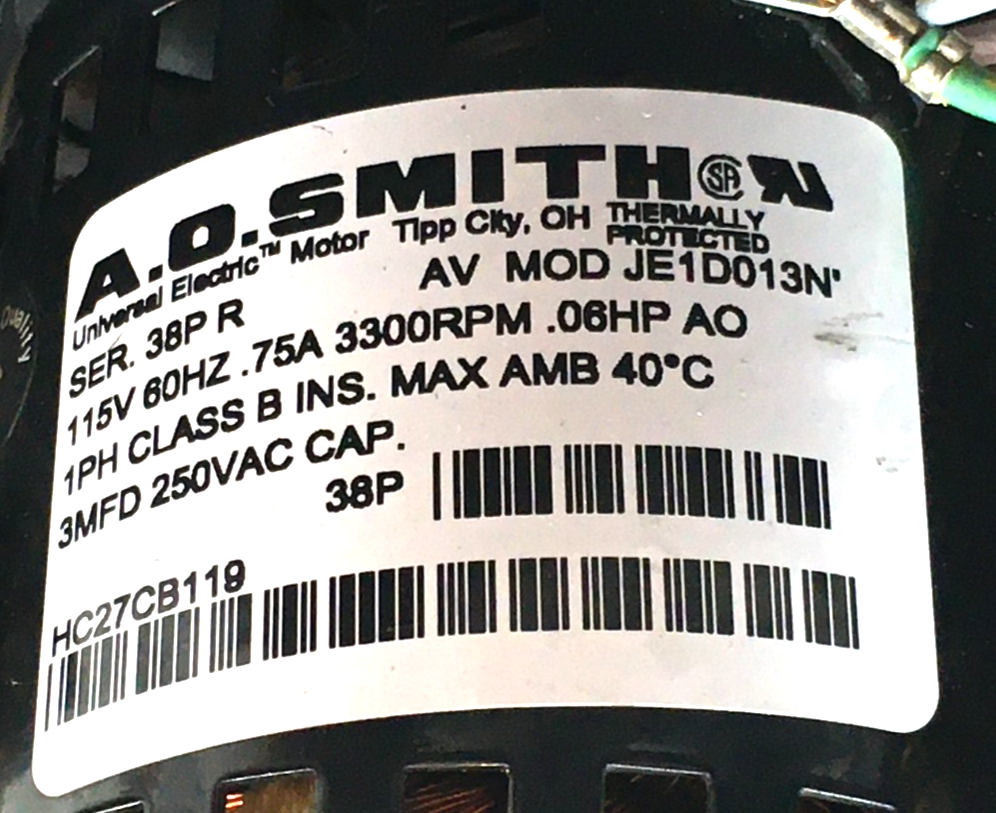 A.O.SMITH
Universal Electric™ Motor Tipp City, OH THERMALLY PROTECTED
AV MOD JE1D013N
SER. 38P R
115V 60HZ .75A 3300RPM .06HP AO
1PH CLASS B INS. MAX AMB 40°C
3MFD 250VAC CAP.
38P
HC27CB119
Quality